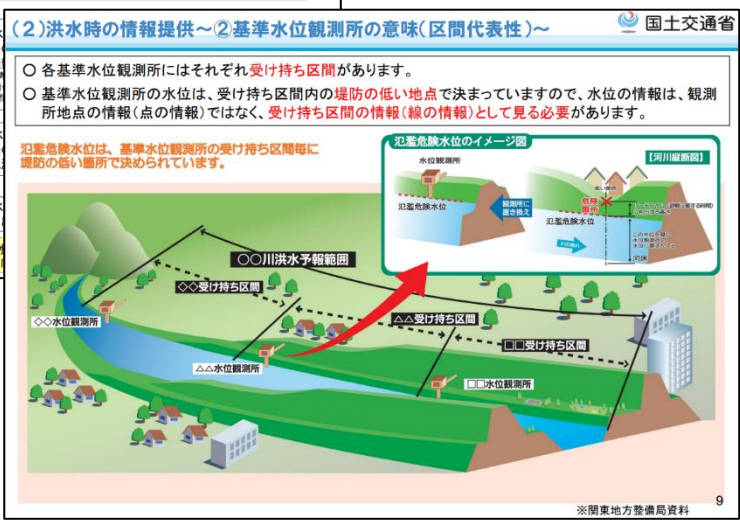 (2)洪水時の情報提供～②基準水位観測所の意味(区間代表性)～
国土交通省
○ 各基準水位観測所にはそれぞれ受け持ち区間があります。
○ 基準水位観測所の水位は、受け持ち区間内の堤防の低い地点で決まっていますので、水位の情報は、観測
所地点の情報(点の情報)ではなく、受け持ち区間の情報(線の情報)として見る必要があります。
氾濫危険水位は、基準水位観測所の受け持ち区間毎に
堤防の低い箇所で決められています。
氾濫危険水位のイメージ図
水位観測所
【河川縦断図】
氾濫危険水位
観測所に
置き換え
危険
箇所
氾濫危険水位
河床
○○川洪水予報範囲
◇◇受け持ち区間
◇◇水位観測所
△△受け持ち区間
△△水位観測所
□□受け持ち区間
□□水位観測所
9
※関東地方整備局資料